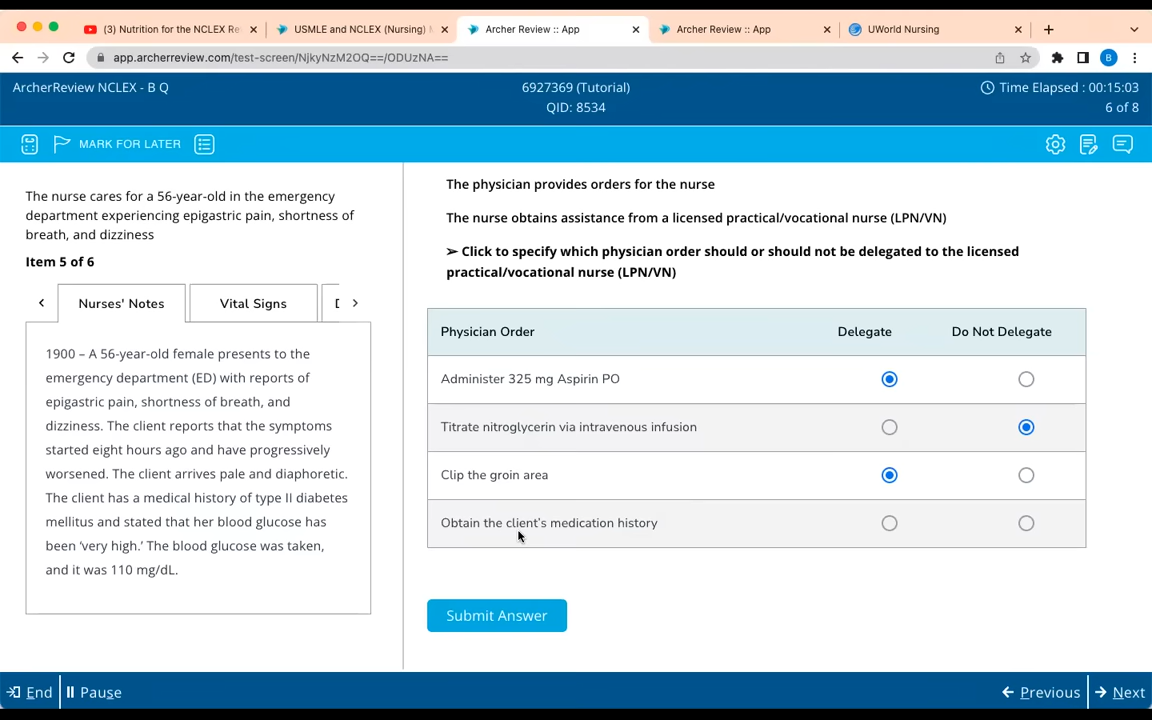 (3) Nutrition for the NCLEX Re
USMLE and NCLEX (Nursing)
Archer Review :: App
Archer Review :: App
UWorld Nursing
app.archerreview.com/test-screen/NjkyNzM2OQ==/ODUzNA==
B
ArcherReview NCLEX - B Q
6927369 (Tutorial)
QID: 8534
Time Elapsed : 00:15:03
6 of 8
MARK FOR LATER
The nurse cares for a 56-year-old in the emergency
department experiencing epigastric pain, shortness of
breath, and dizziness
Item 5 of 6
Nurses' Notes
Vital Signs
1900 – A 56-year-old female presents to the
emergency department (ED) with reports of
epigastric pain, shortness of breath, and
dizziness. The client reports that the symptoms
started eight hours ago and have progressively
worsened. The client arrives pale and diaphoretic.
The client has a medical history of type II diabetes
mellitus and stated that her blood glucose has
been ‘very high.’ The blood glucose was taken,
and it was 110 mg/dL.
The physician provides orders for the nurse
The nurse obtains assistance from a licensed practical/vocational nurse (LPN/VN)
➢ Click to specify which physician order should or should not be delegated to the licensed
practical/vocational nurse (LPN/VN)
Physician Order Delegate Do Not Delegate
Administer 325 mg Aspirin PO
Titrate nitroglycerin via intravenous infusion
Clip the groin area
Obtain the client’s medication history
Submit Answer
End
Pause
Previous
Next